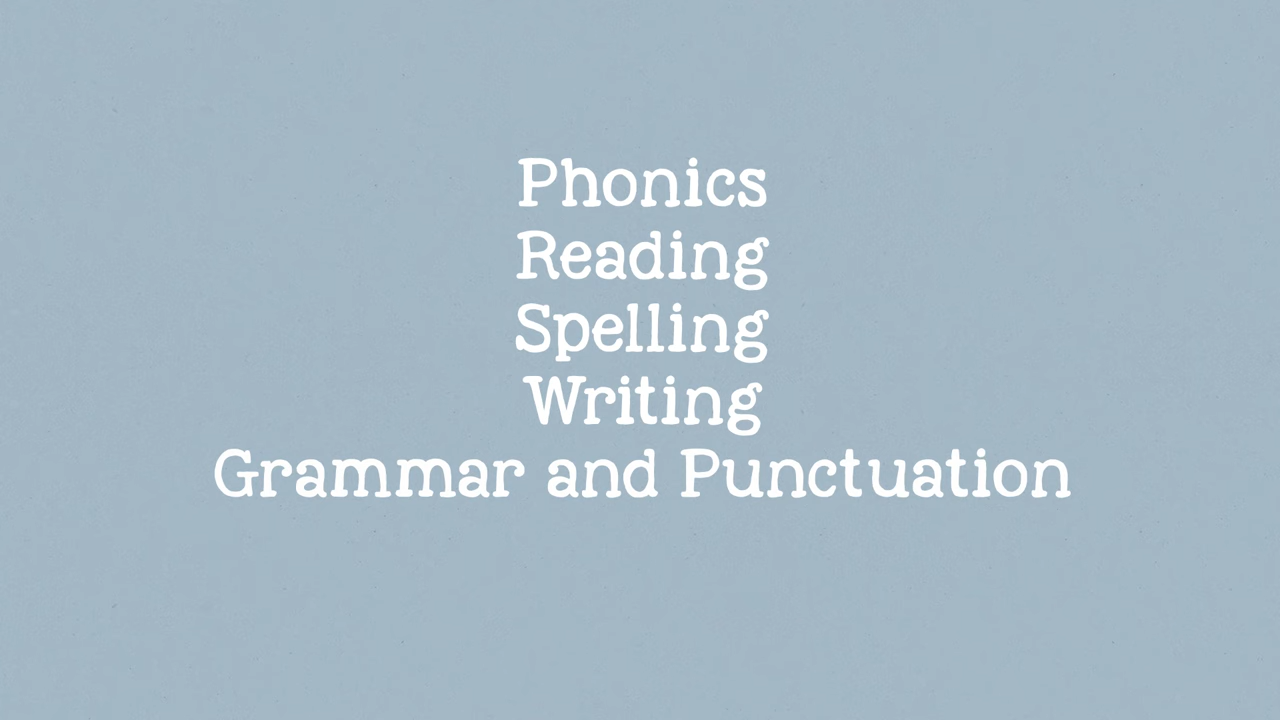 Phonics
Reading
Spelling
Writing
Grammar and Punctuation